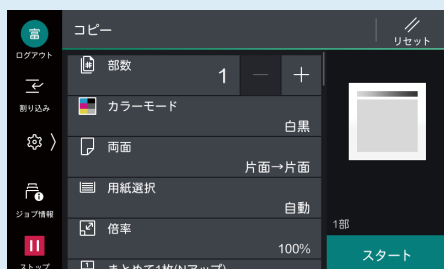 富
ログアウト
割り込み
ジョブ情報
ストップ
コピー
リセット
部数
1
カラーモード
白黒
両面
片面→片面
用紙選択
自動
倍率
100%
まとめて1枚(Nアップ)
1部
スタート